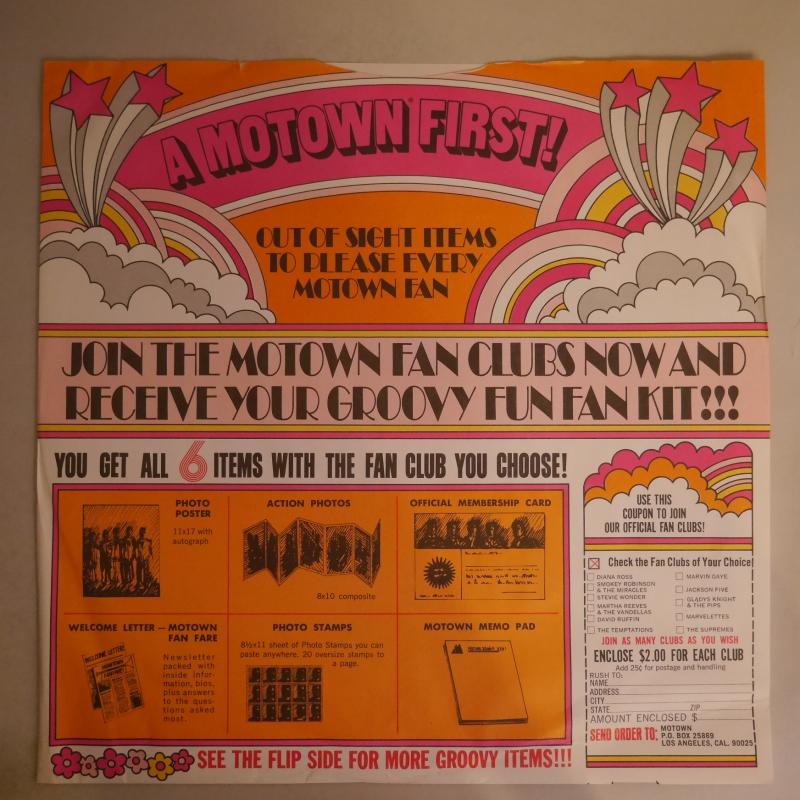 A MOTOWN FIRST!
OUT OF SIGHT ITEMS
TO PLEASE EVERY
MOTOWN FAN
JOIN THE MOTOWN FAN CLUBS NOW AND
RECEIVE YOUR GROOVY FUN FAN KIT!!!
YOU GET ALL 6 ITEMS WITH THE FAN CLUB YOU CHOOSE!
PHOTO
POSTER
11x17 with
autograph
ACTION PHOTOS
8x10 composite
OFFICIAL MEMBERSHIP CARD
WELCOME LETTER — MOTOWN
FAN FARE
WELCOME LETTER!
Newsletter
packed with
inside infor-
mation, bios,
plus answers
to the ques-
tions asked
most.
PHOTO STAMPS
8½x11 sheet of Photo Stamps you can
paste anywhere. 20 oversize stamps to
a page.
MOTOWN MEMO PAD
SEE THE FLIP SIDE FOR MORE GROOVY ITEMS!!!
USE THIS
COUPON TO JOIN
OUR OFFICIAL FAN CLUBS!
Check the Fan Clubs of Your Choice
DIANA ROSS
SMOKEY ROBINSON
& THE MIRACLES
STEVIE WONDER
MARTHA REEVES
& THE VANDELLAS
DAVID RUFFIN
THE TEMPTATIONS
MARVIN GAYE
JACKSON FIVE
GLADYS KNIGHT
& THE PIPS
MARVELETTES
THE SUPREMES
JOIN AS MANY CLUBS AS YOU WISH
ENCLOSE $2.00 FOR EACH CLUB
Add 25¢ for postage and handling
RUSH TO:
NAME
ADDRESS
CITY
STATE ZIP
AMOUNT ENCLOSED $
SEND ORDER TO: MOTOWN
P.O. BOX 25869
LOS ANGELES, CAL. 90025